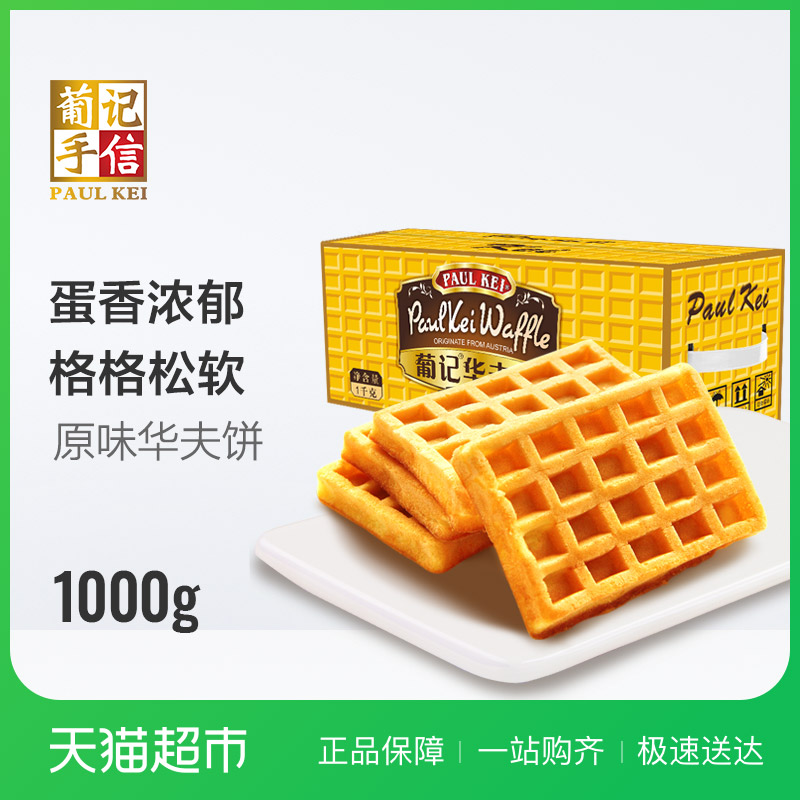 葡记
手信
PAUL KEI
蛋香浓郁
格格松软
原味华夫饼
1000g
PAUL KEI
Paul Kei Waffle
ORIGINATE FROM AUSTRIA
葡记华夫
净含量
1千克
Paul Kei
天猫超市
正品保障 | 一站购齐 | 极速送达